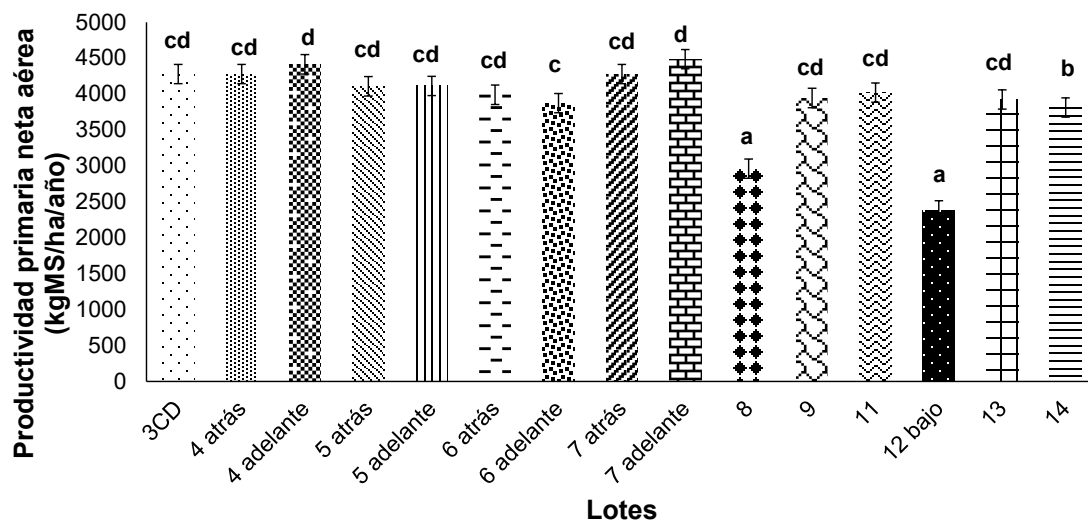 Productividad primaria neta aérea
(kgMS/ha/año)
5000
4500
4000
3500
3000
2500
2000
1500
1000
500
0
cd
cd
d
cd
cd
cd
c
cd
d
a
cd
cd
a
cd
b
3CD
4 atrás
4 adelante
5 atrás
5 adelante
6 atrás
6 adelante
7 atrás
7 adelante
8
9
11
12 bajo
13
14
Lotes